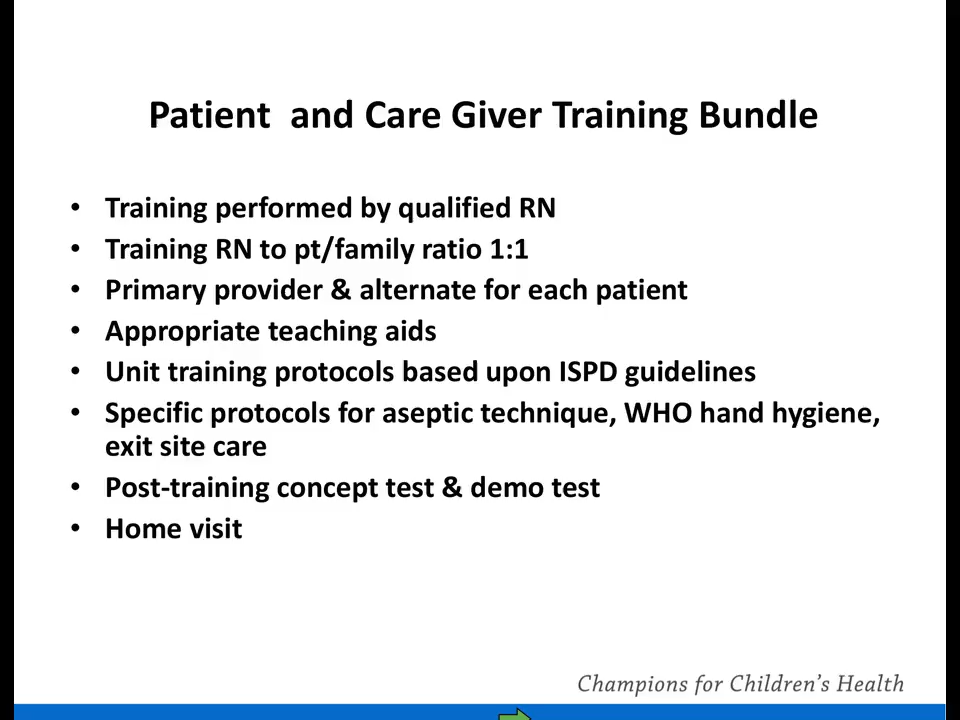 Patient  and Care Giver Training Bundle
• Training performed by qualified RN
• Training RN to pt/family ratio 1:1
• Primary provider & alternate for each patient
• Appropriate teaching aids
• Unit training protocols based upon ISPD guidelines
• Specific protocols for aseptic technique, WHO hand hygiene,
exit site care
• Post-training concept test & demo test
• Home visit
Champions for Children’s Health